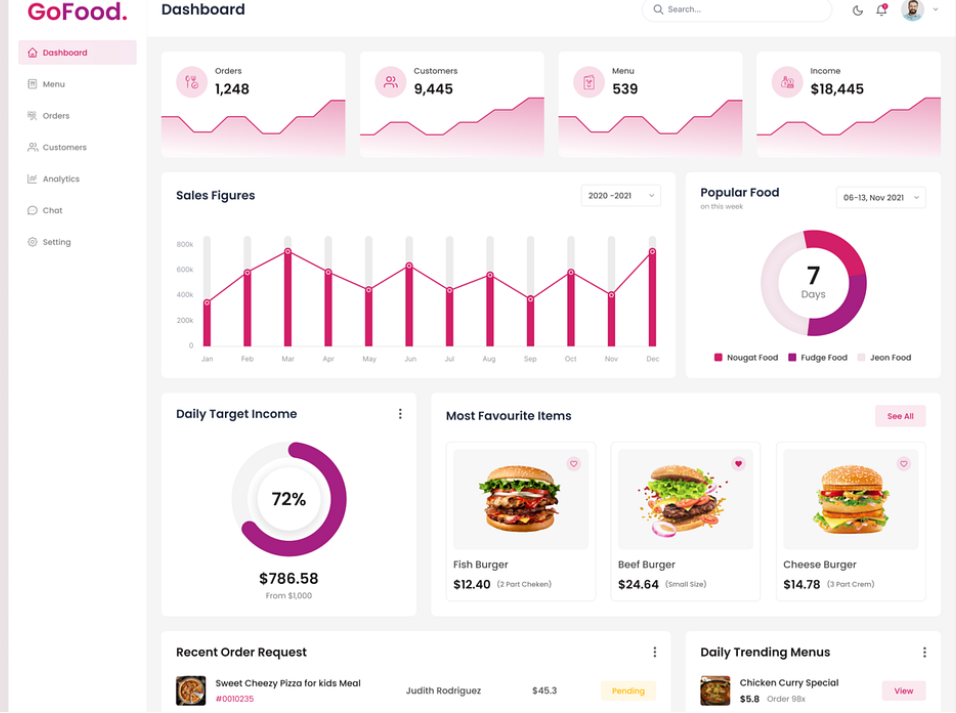 GoFood.
Dashboard
Search...
Dashboard
Menu
Orders
Customers
Analytics
Chat
Setting
Orders
1,248
Customers
9,445
Menu
539
Income
$18,445
Sales Figures
2020 -2021
800k
600k
400k
200k
0
Jan Feb Mar Apr May Jun Jul Aug Sep Oct Nov Dec
Popular Food
on this week
06-13, Nov 2021
7
Days
Nougat Food Fudge Food Jeon Food
Daily Target Income
72%
$786.58
From $1,000
Most Favourite Items
See All
Fish Burger
$12.40 (2 Part Cheken)
Beef Burger
$24.64 (Small Size)
Cheese Burger
$14.78 (3 Part Crem)
Recent Order Request
Sweet Cheezy Pizza for kids Meal
#0010235
Judith Rodriguez
$45.3
Pending
Daily Trending Menus
Chicken Curry Special
$5.8 Order 98x
View